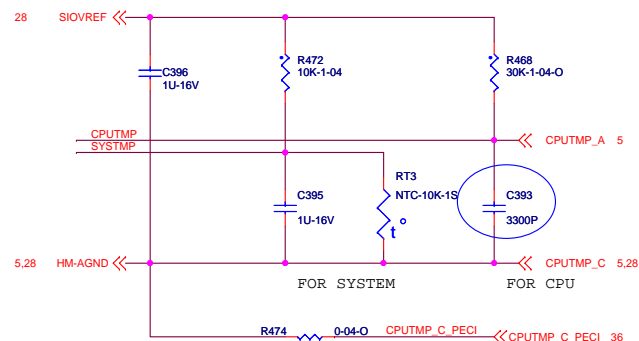 28 SIOVREF
C396
1U-16V
R472
10K-1-04
R468
30K-1-04-O
CPUTMP
CPUTMP_A 5
SYSTMP
RT3
NTC-10K-1S
t
C395
1U-16V
C393
3300P
5,28 HM-AGND
CPUTMP_C 5,28
FOR SYSTEM
FOR CPU
R474
0-04-O
CPUTMP_C_PECI
CPUTMP_C_PECI 36